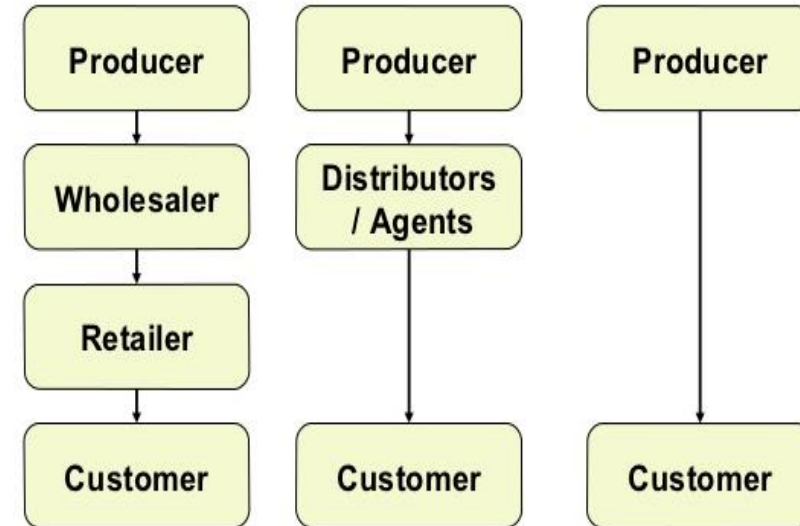 Producer
Producer
Producer
Wholesaler
Distributors
/ Agents
Retailer
Customer
Customer
Customer